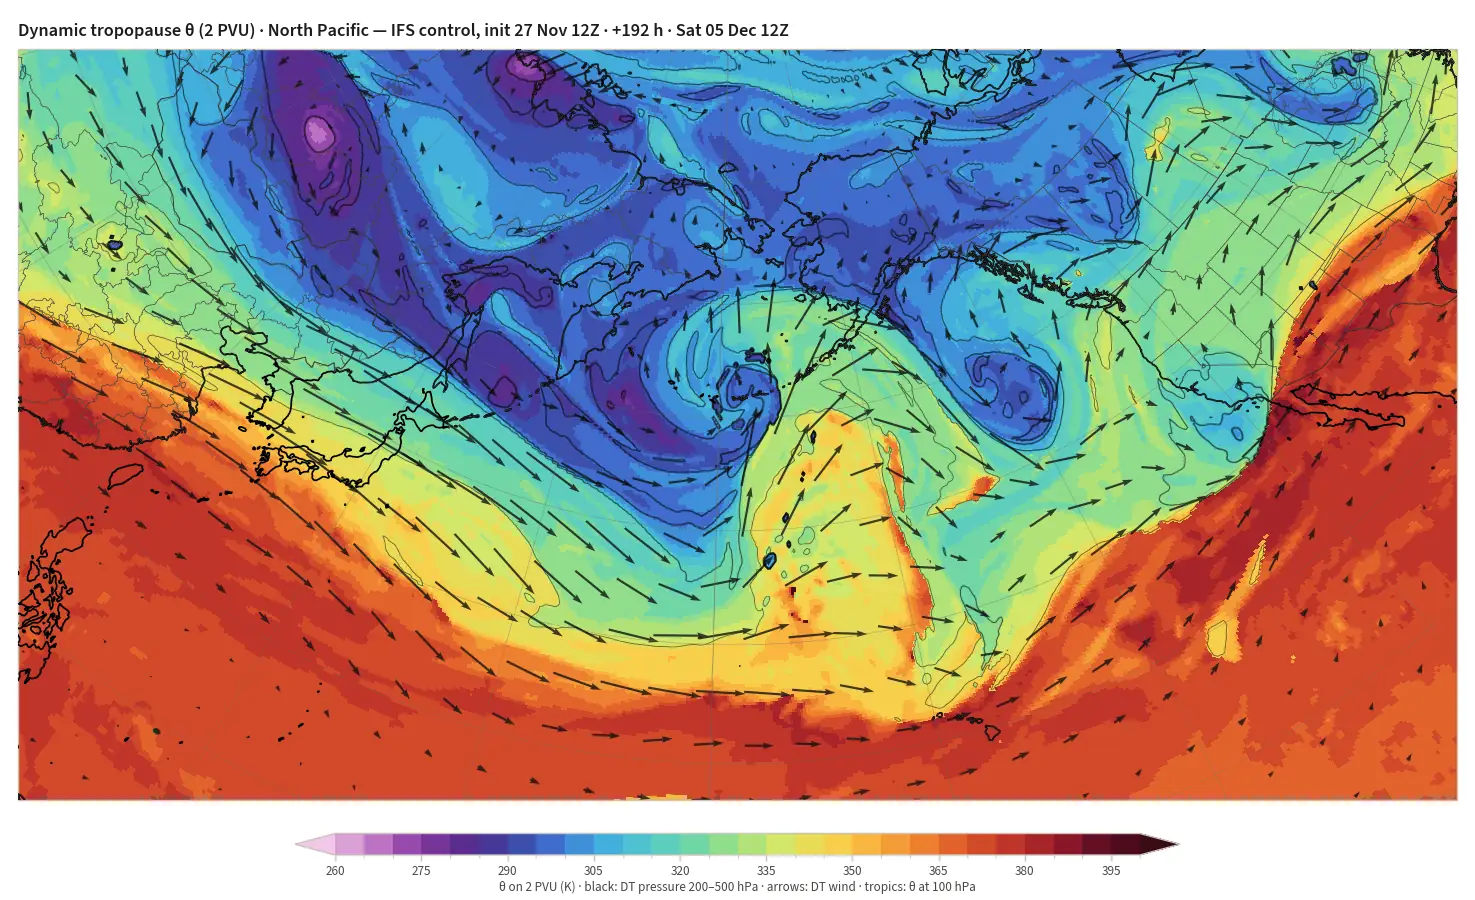 Dynamic tropopause θ (2 PVU) · North Pacific — IFS control, init 27 Nov 12Z · +192 h · Sat 05 Dec 12Z
260 275 290 305 320 335 350 365 380 395
θ on 2 PVU (K) · black: DT pressure 200–500 hPa · arrows: DT wind · tropics: θ at 100 hPa